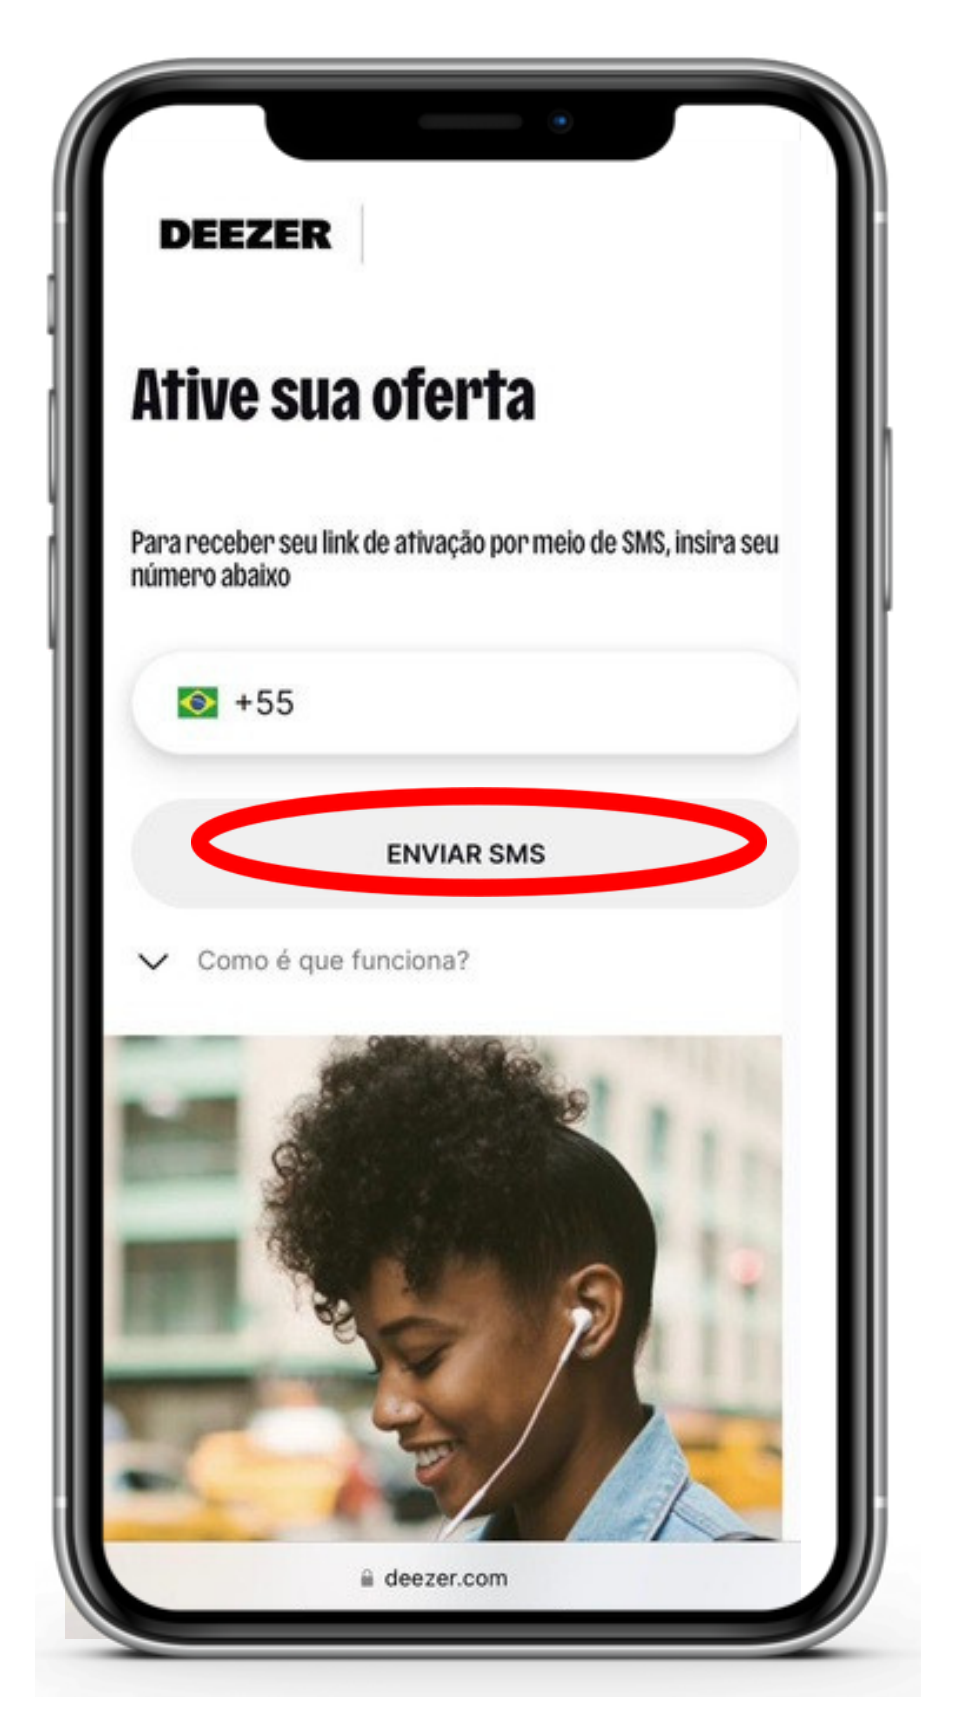 DEEZER
Ative sua oferta
Para receber seu link de ativação por meio de SMS, insira seu
número abaixo
+55
ENVIAR SMS
Como é que funciona?
deezer.com